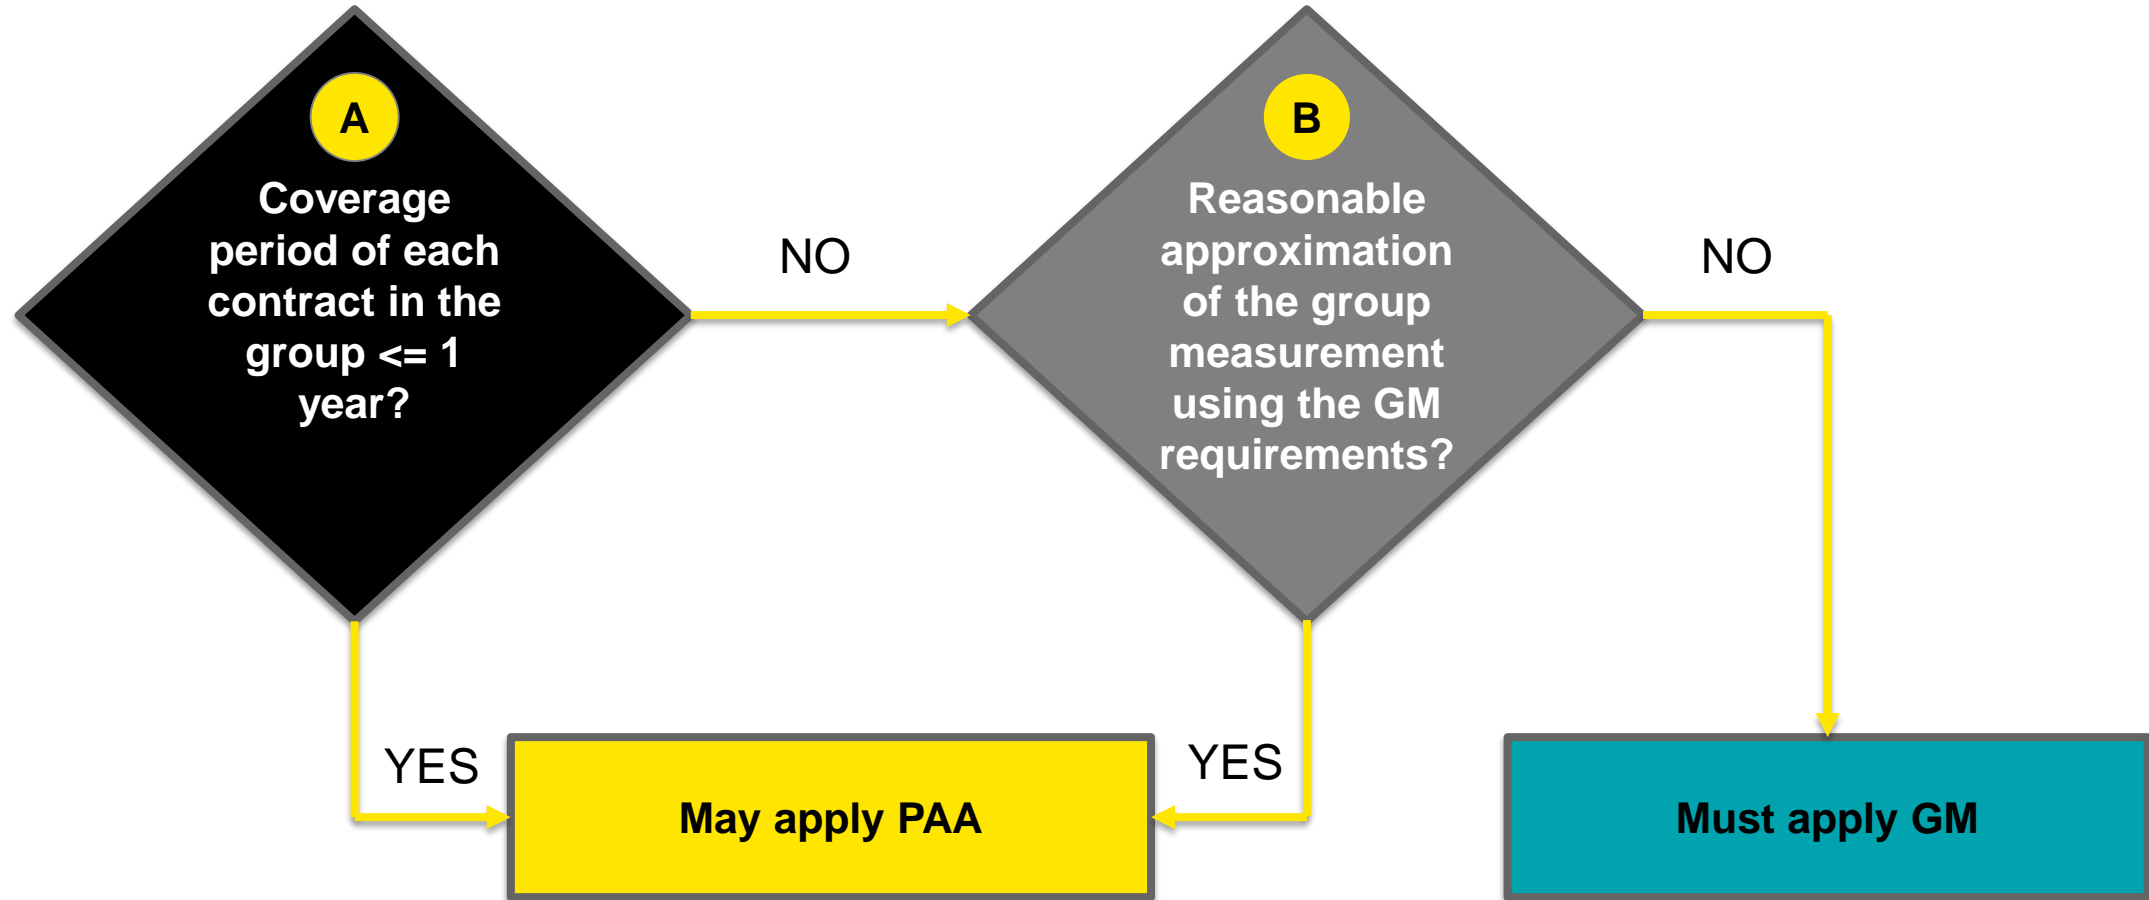 A
Coverage
period of each
contract in the
group <= 1
year?
NO
B
Reasonable
approximation
of the group
measurement
using the GM
requirements?
NO
YES
May apply PAA
YES
Must apply GM